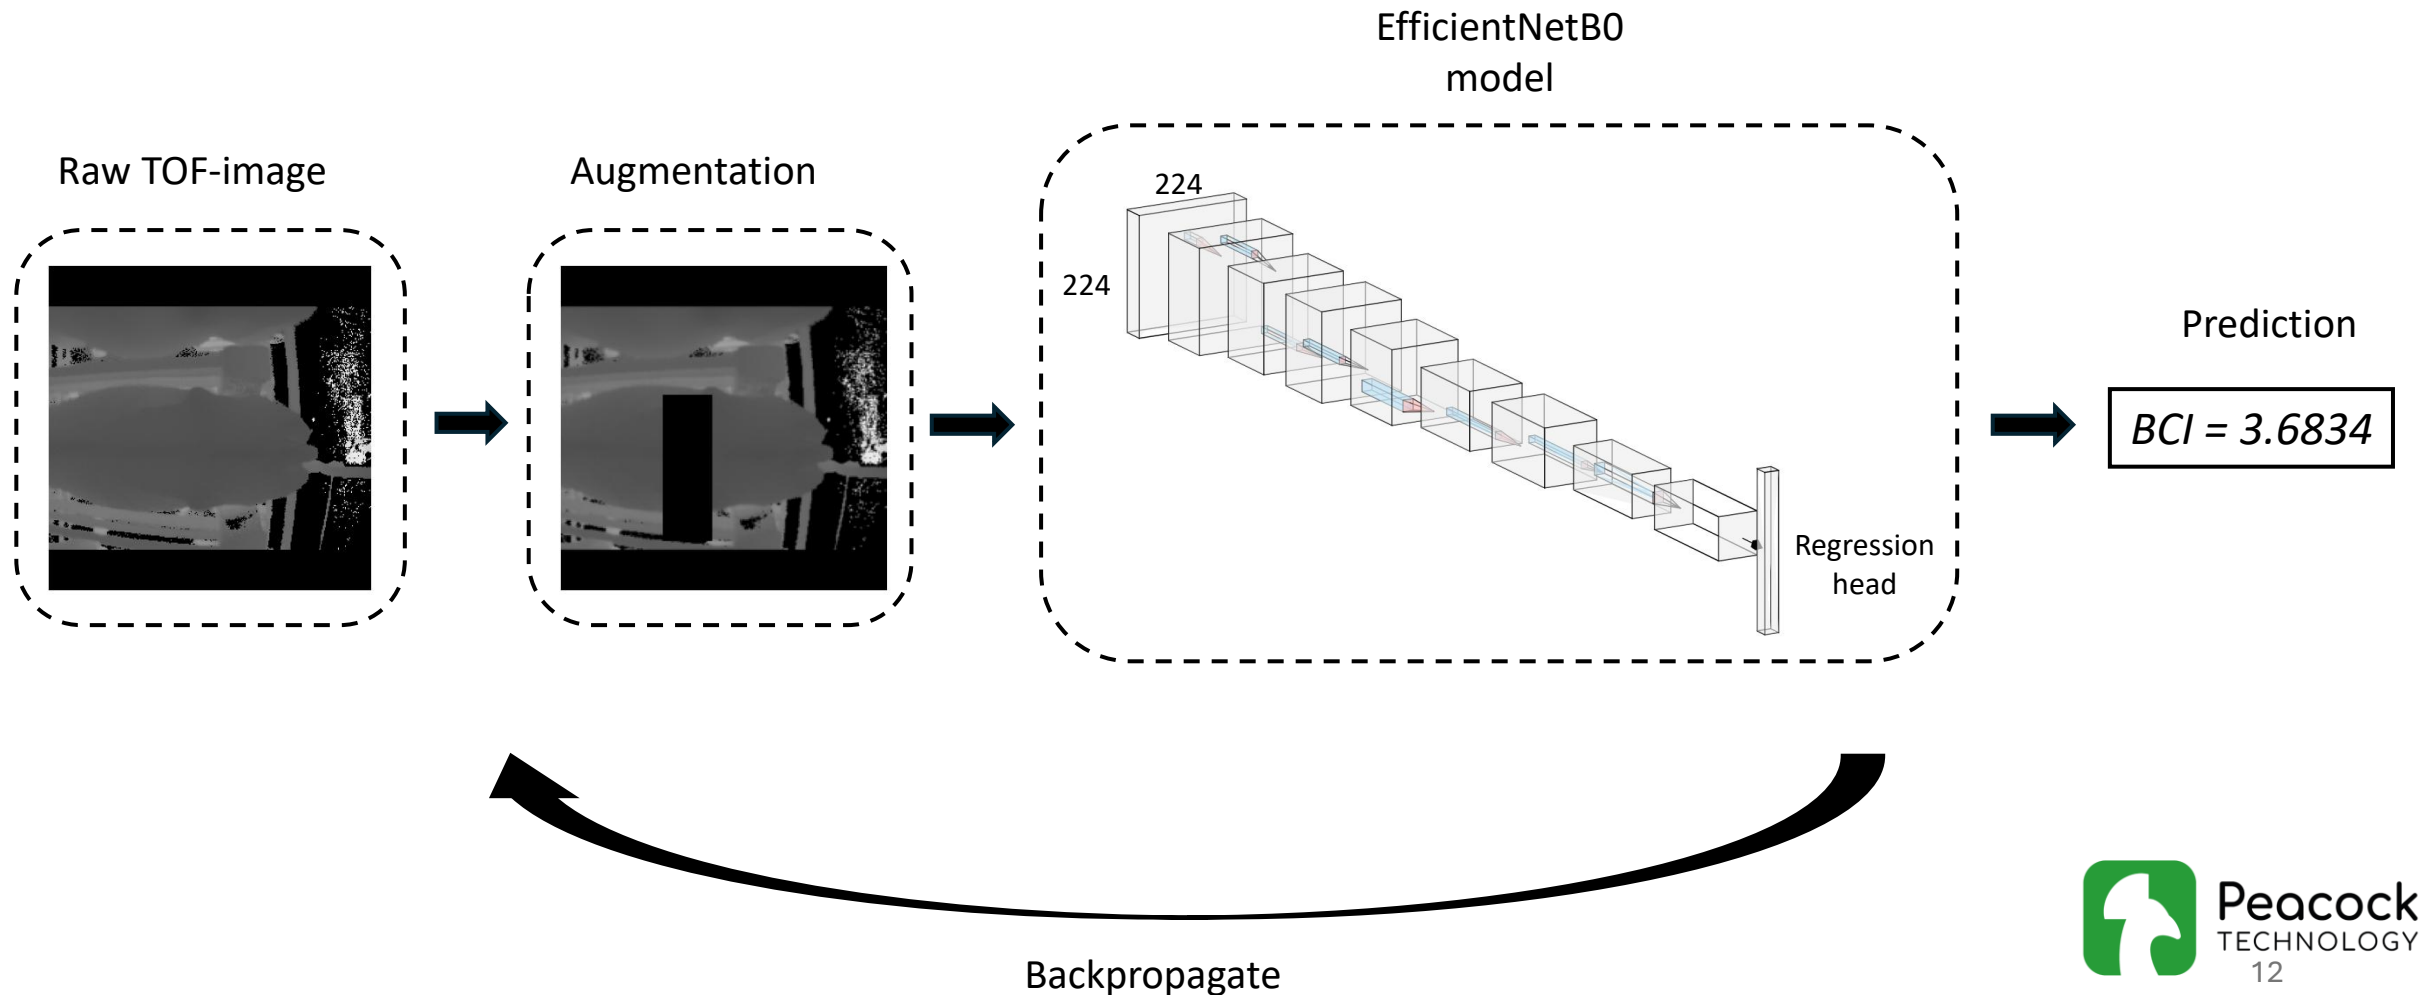 EfficientNetB0
model
Raw TOF-image
Augmentation
224
224
Regression
head
Prediction
BCI = 3.6834
Backpropagate
Peacock
TECHNOLOGY
12